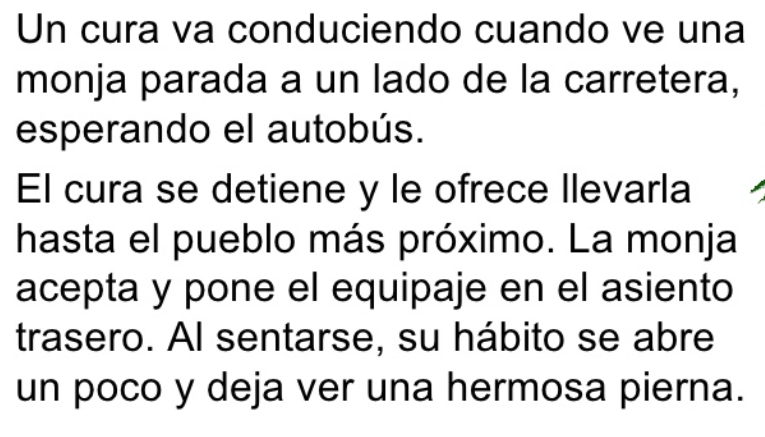 Un cura va conduciendo cuando ve una
monja parada a un lado de la carretera,
esperando el autobús.
El cura se detiene y le ofrece llevarla
hasta el pueblo más próximo. La monja
acepta y pone el equipaje en el asiento
trasero. Al sentarse, su hábito se abre
un poco y deja ver una hermosa pierna.